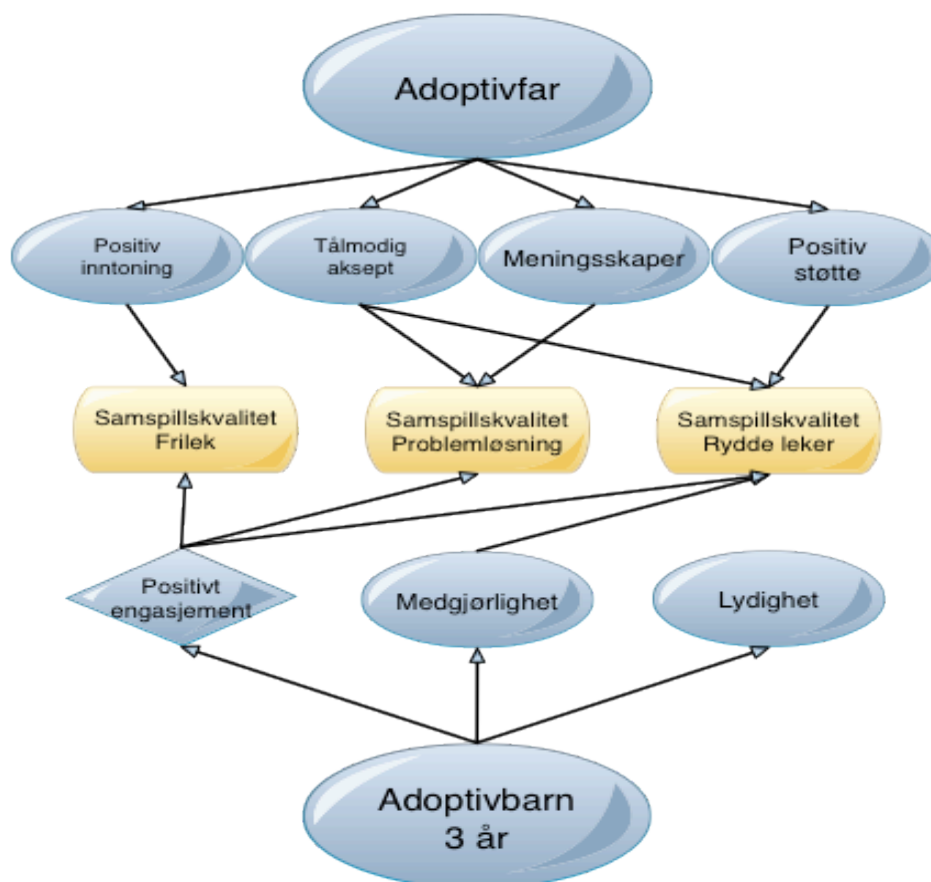 Adoptivfar
Positiv
inntoning
Tålmodig
aksept
Meningsskaper
Positiv
støtte
Samspillskvalitet
Frilek
Samspillskvalitet
Problemløsning
Samspillskvalitet
Rydde leker
Positivt
engasjement
Medgjørlighet
Lydighet
Adoptivbarn
3 år